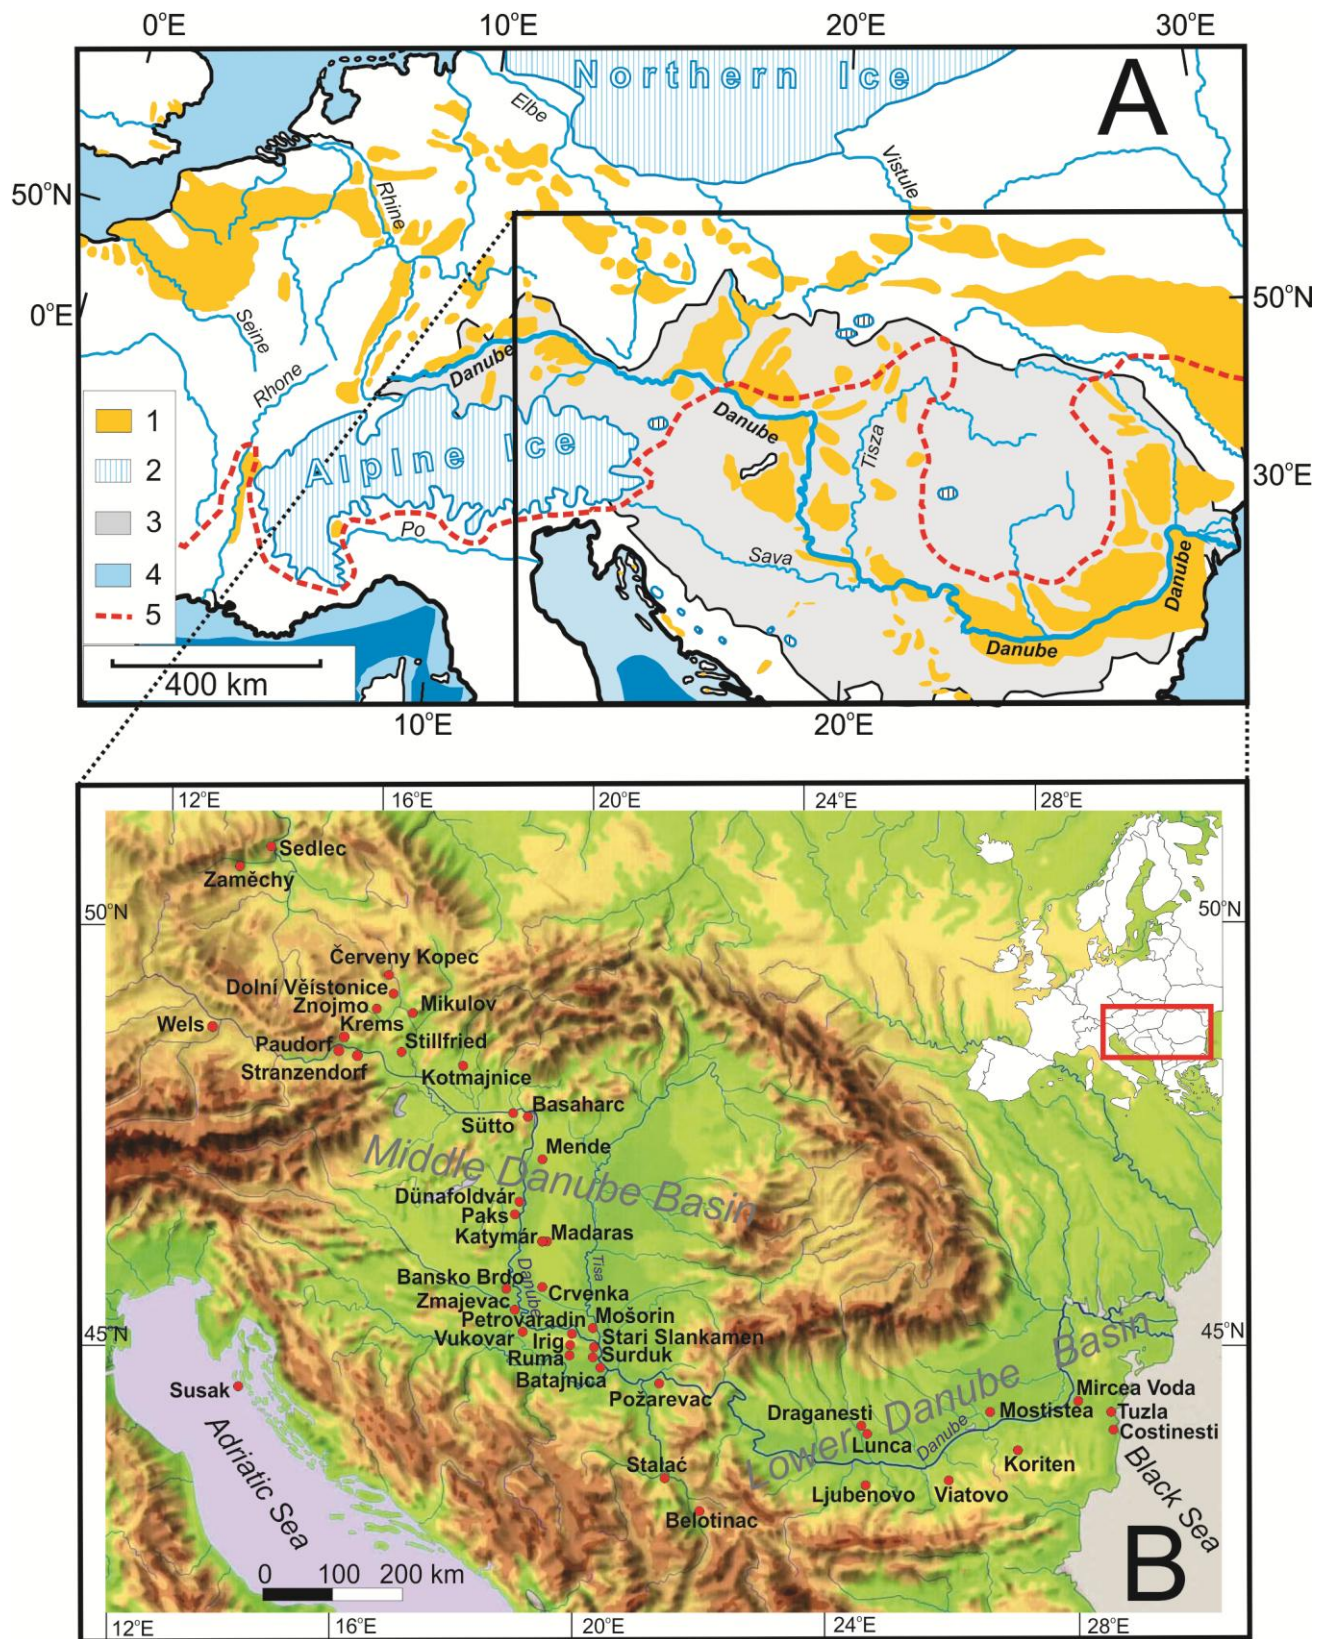 0°E
10°E
20°E
30°E
Northern Ice
A
Elbe
Vistule
50°N
Rhine
50°N
0°E
Seine
Rhone
Danube
Danube
Tisza
1
2
3
4
5
Alpine Ice
30°E
Po
Sava
Danube
Danube
400 km
10°E
20°E
12°E
16°E
20°E
24°E
28°E
Sedlec
Zaměchy
50°N
50°N
Červeny Kopec
Dolní Věístonice
Znojmo
Mikulov
Wels
Krems
Paudorf
Stillfried
Stranzendorf
Kotmajnice
Basaharc
Sütto
Mende
Middle Danube Basin
Dünafoldvár
Paks
Katymár
Madaras
Danube
Tisa
Bansko Brdo
Crvenka
Zmajevac
Petrovaradin
Mošorin
Vukovar
Irig
Stari Slankamen
Ruma
Surduk
Batajnica
Požarevac
45°N
45°N
Susak
Adriatic Sea
Lower Danube Basin
Mircea Voda
Draganesti
Mostistea
Tuzla
Lunca
Danube
Costinesti
Koriten
Stalać
Ljubenovo
Viatovo
Black Sea
Belotinac
B
0 100 200 km
12°E
16°E
20°E
24°E
28°E